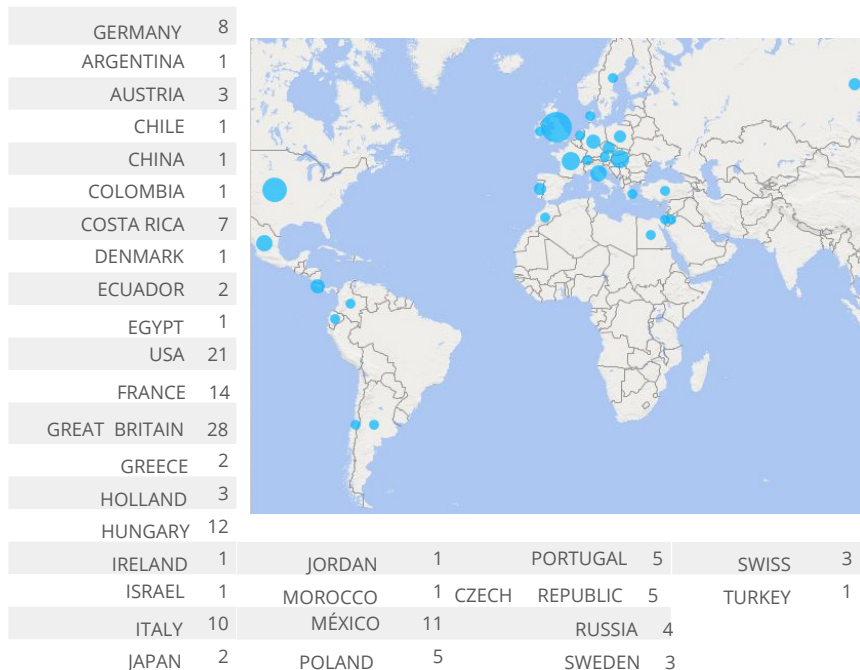 GERMANY 8
ARGENTINA 1
AUSTRIA 3
CHILE 1
CHINA 1
COLOMBIA 1
COSTA RICA 7
DENMARK 1
ECUADOR 2
EGYPT 1
USA 21
FRANCE 14
GREAT BRITAIN 28
GREECE 2
HOLLAND 3
HUNGARY 12
IRELAND 1 JORDAN 1 PORTUGAL 5 SWISS 3
ISRAEL 1 MOROCCO 1 CZECH REPUBLIC 5 TURKEY 1
ITALY 10 MÉXICO 11 RUSSIA 4
JAPAN 2 POLAND 5 SWEDEN 3